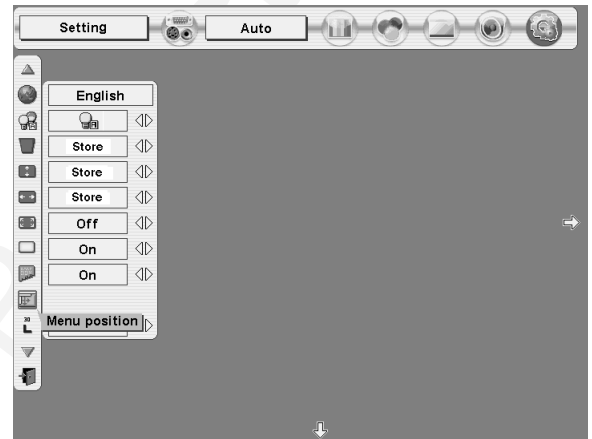 Setting
Auto
English
Store
Store
Store
Off
On
On
Menu position